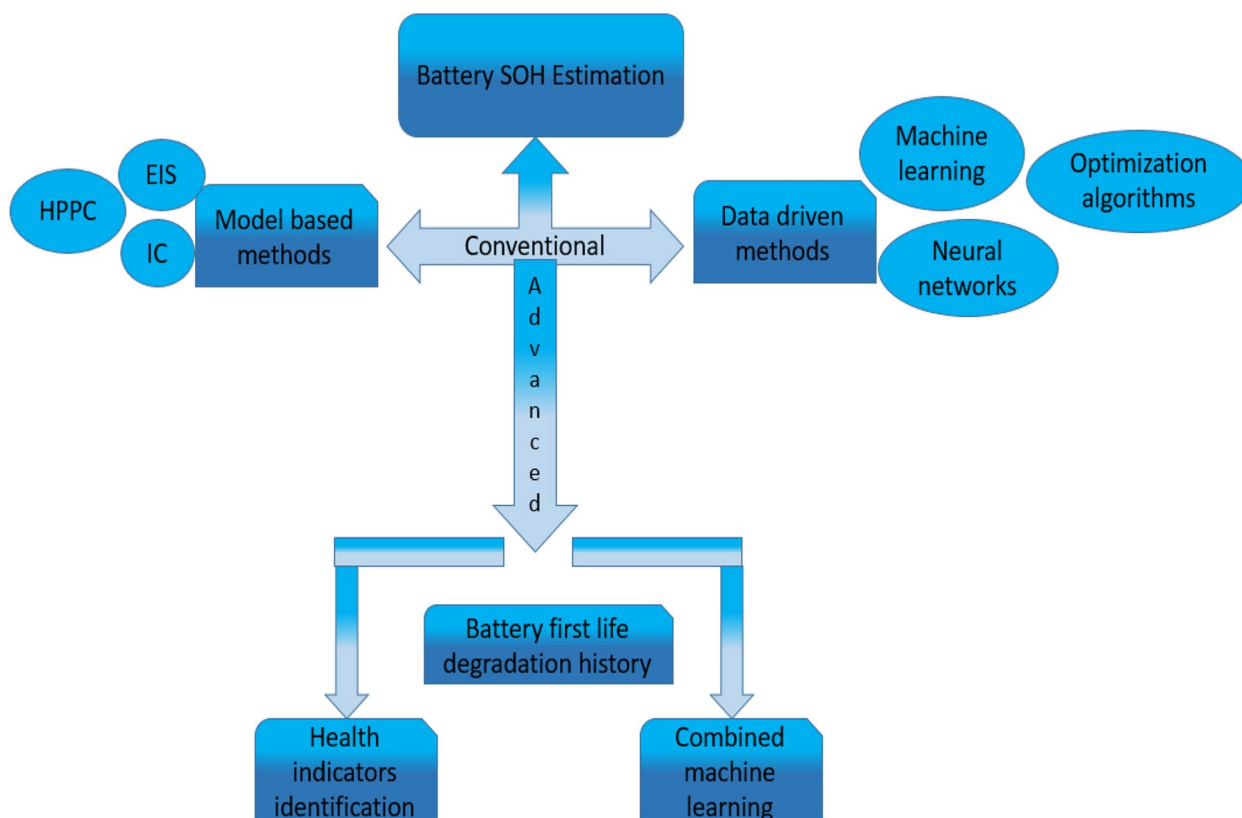 Battery SOH Estimation
Machine
learning
Optimization
algorithms
EIS
HPPC
IC
Model based
methods
Conventional
Data driven
methods
Neural
networks
Advanced
Battery first life
degradation history
Health
indicators
identification
Combined
machine
learning